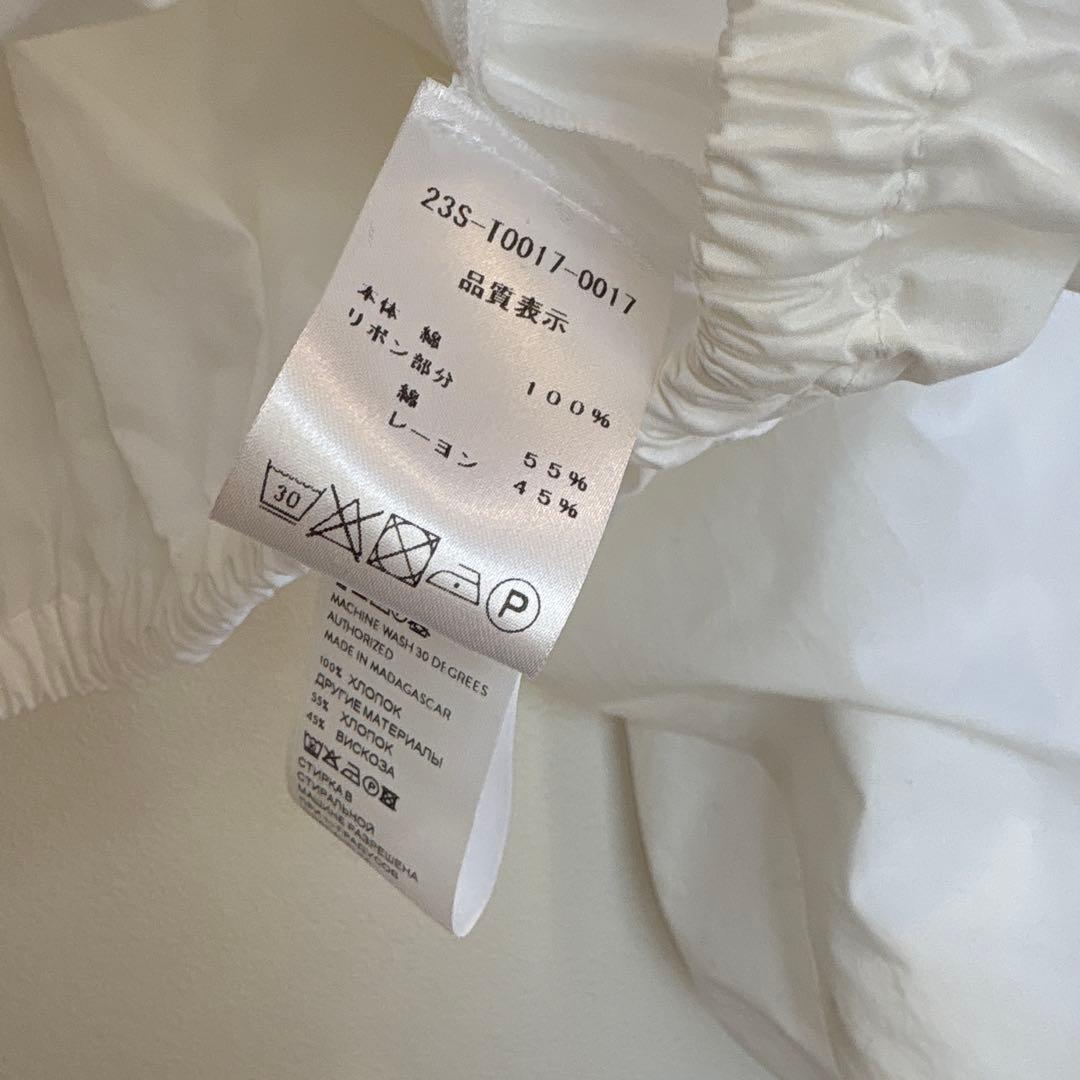 23S-T0017-0017
品質表示
本体 綿 100%
リボン部分
綿 55%
レーヨン 45%
30
P
MACHINE WASH 30 DEGREES
AUTHORIZED
MADE IN MADAGASCAR
100% ХЛОПОК
ДРУГИЕ МАТЕРИАЛЫ
55% ХЛОПОК
45% ВИСКОЗА
СТИРКА В
СТИРАЛЬНОЙ
МАШИНЕ РАЗРЕШЕНА